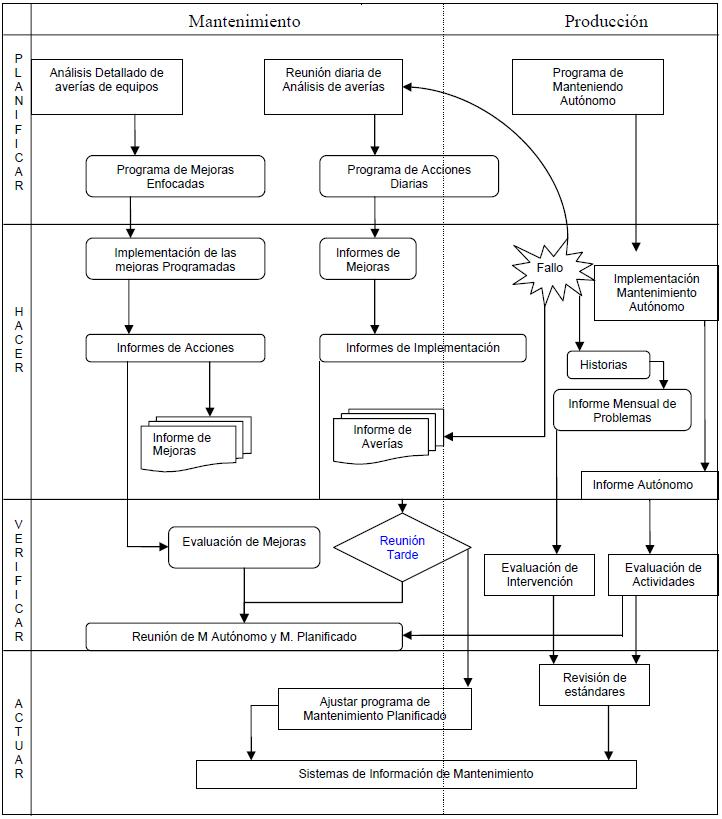 Mantenimiento
Producción
PLANIFICAR
Análisis Detallado de
averías de equipos
Reunión diaria de
Análisis de averías
Programa de
Manteniendo
Autónomo
Programa de Mejoras
Enfocadas
Programa de Acciones
Diarias
HACER
Implementación de las
mejoras Programadas
Informes de
Mejoras
Fallo
Implementación
Mantenimiento
Autónomo
Informes de Acciones
Informes de Implementación
Historias
Informe Mensual de
Problemas
Informe de
Mejoras
Informe de
Averías
Informe Autónomo
VERIFICAR
Evaluación de Mejoras
Reunión
Tarde
Evaluación de
Intervención
Evaluación de
Actividades
Reunión de M Autónomo y M. Planificado
ACTUAR
Revisión de
estándares
Ajustar programa de
Mantenimiento Planificado
Sistemas de Información de Mantenimiento